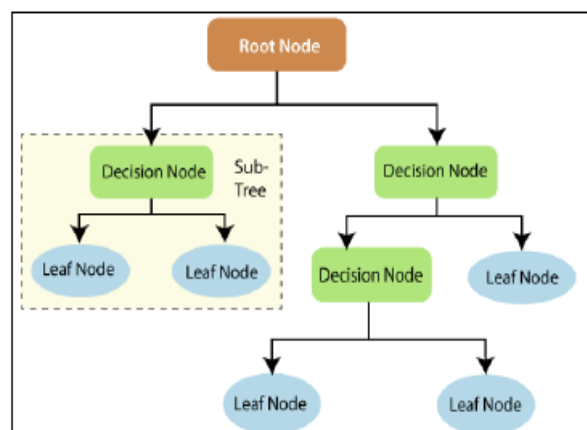 Root Node
Decision Node
Sub-
Tree
Decision Node
Leaf Node
Leaf Node
Decision Node
Leaf Node
Leaf Node
Leaf Node